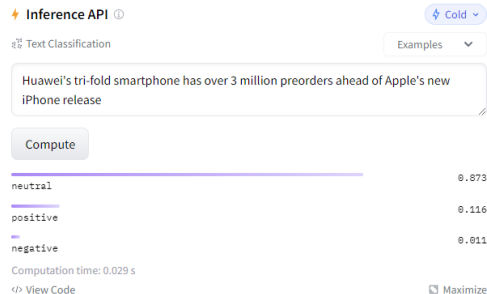 Inference API
Cold
Text Classification
Examples
Huawei's tri-fold smartphone has over 3 million preorders ahead of Apple's new
iPhone release
Compute
0.873
neutral
0.116
positive
0.011
negative
Computation time: 0.029 s
</> View Code
Maximize